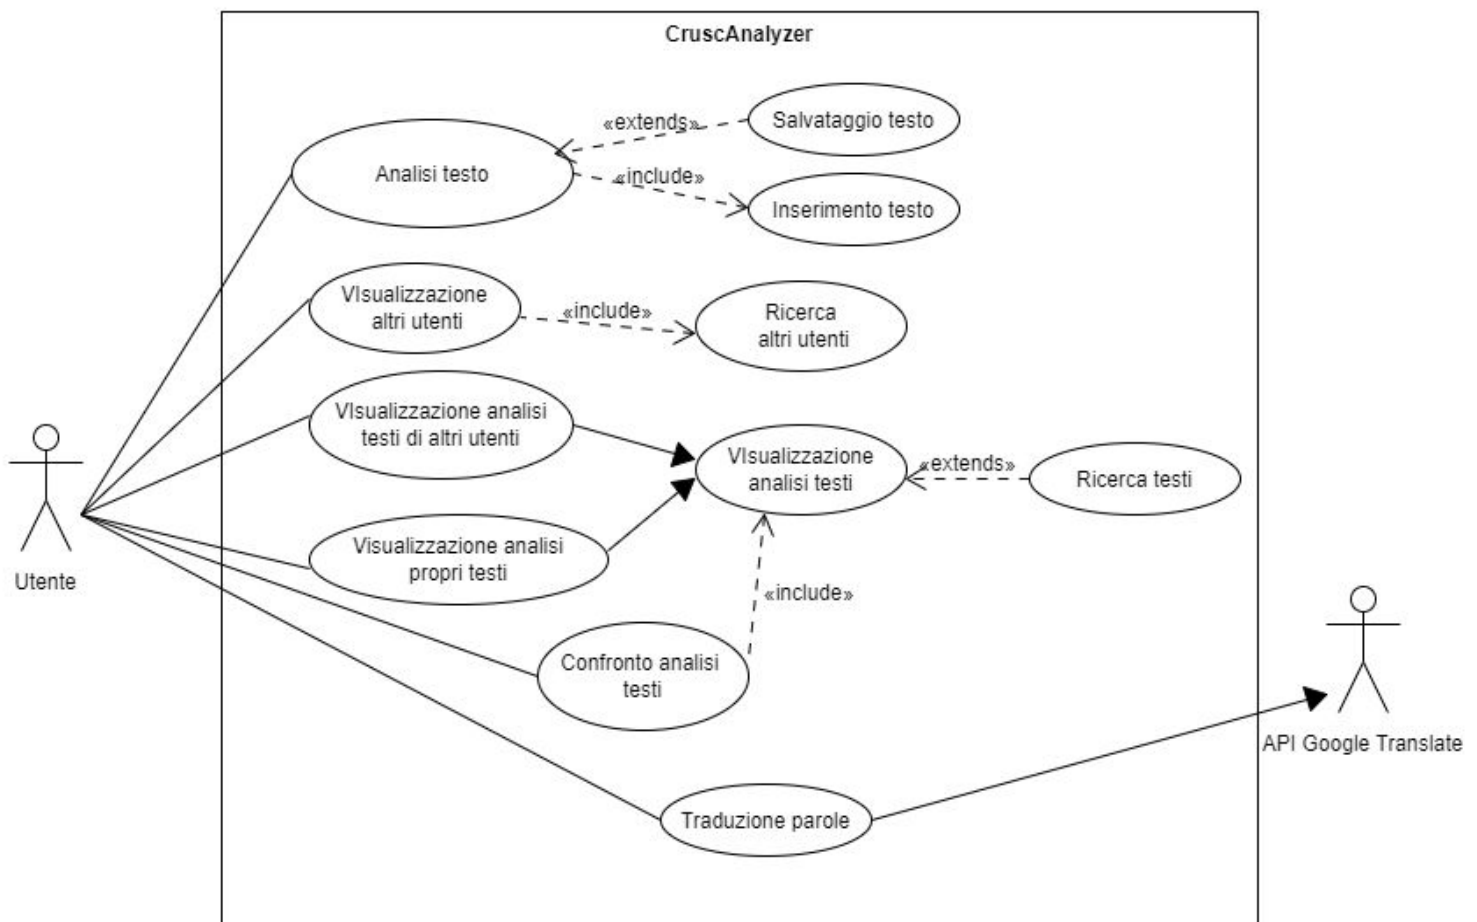 CruscAnalyzer
«extends»
Salvataggio testo
Analisi testo
«include»
Inserimento testo
VIsualizzazione
altri utenti
«include»
Ricerca
altri utenti
VIsualizzazione analisi
testi di altri utenti
VIsualizzazione
analisi testi
«extends»
Ricerca testi
Visualizzazione analisi
propri testi
Utente
«include»
Confronto analisi
testi
API Google Translate
Traduzione parole